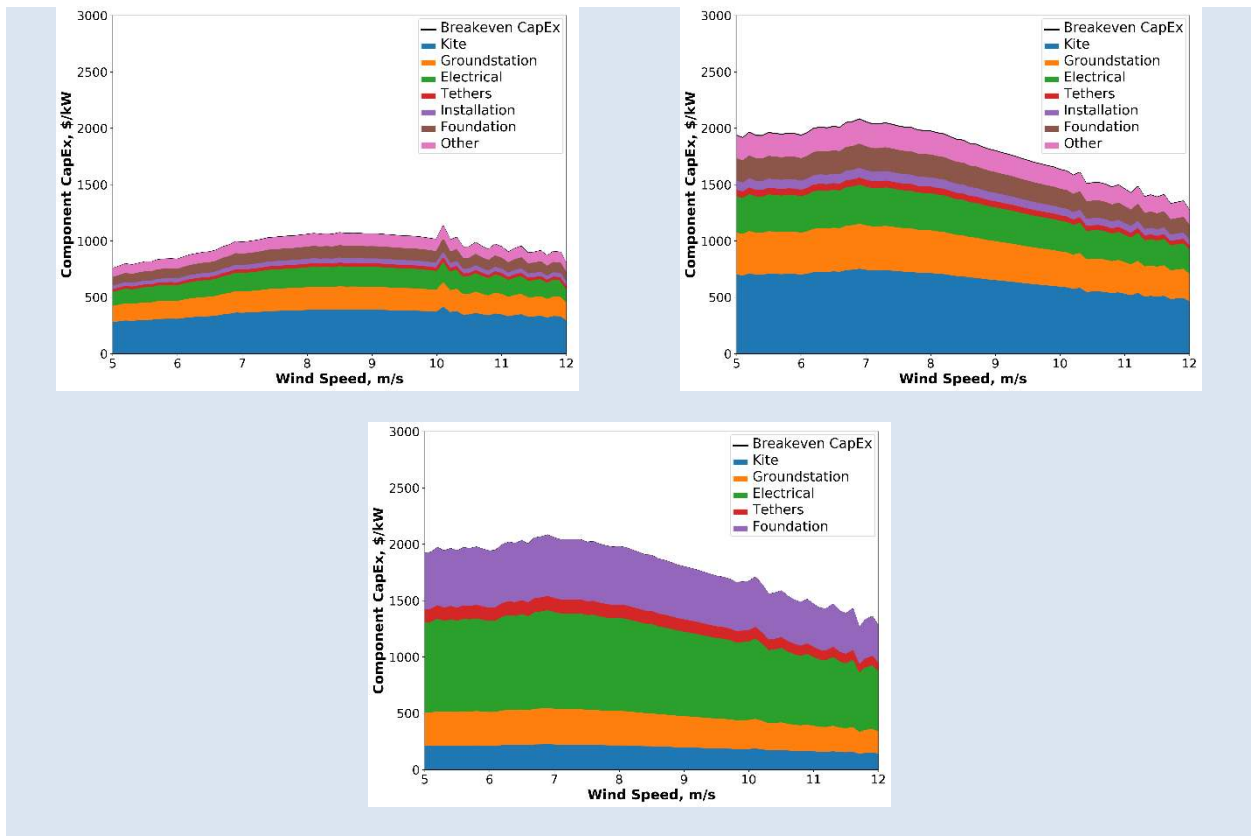 3000
2500
2000
1500
1000
500
0
Component CapEx, $/kW
Breakeven CapEx
Kite
Groundstation
Electrical
Tethers
Installation
Foundation
Other
5 6 7 8 9 10 11 12
Wind Speed, m/s
3000
2500
2000
1500
1000
500
0
Component CapEx, $/kW
Breakeven CapEx
Kite
Groundstation
Electrical
Tethers
Installation
Foundation
Other
5 6 7 8 9 10 11 12
Wind Speed, m/s
3000
2500
2000
1500
1000
500
0
Component CapEx, $/kW
Breakeven CapEx
Kite
Groundstation
Electrical
Tethers
Foundation
5 6 7 8 9 10 11 12
Wind Speed, m/s